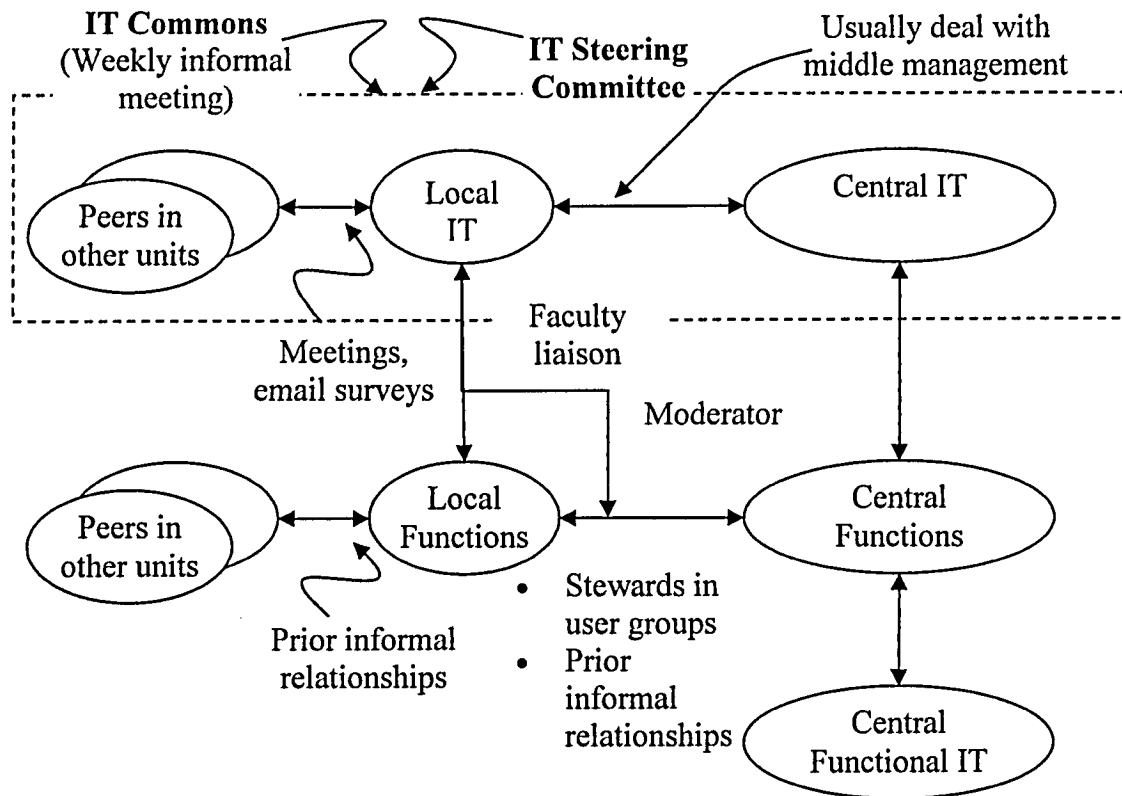 IT Commons
(Weekly informal
meeting)
IT Steering
Committee
Usually deal with
middle management
Peers in
other units
Local
IT
Central IT
Faculty
liaison
Meetings,
email surveys
Moderator
Peers in
other units
Local
Functions
Central
Functions
Prior informal
relationships
• Stewards in
user groups
• Prior
informal
relationships
Central
Functional IT